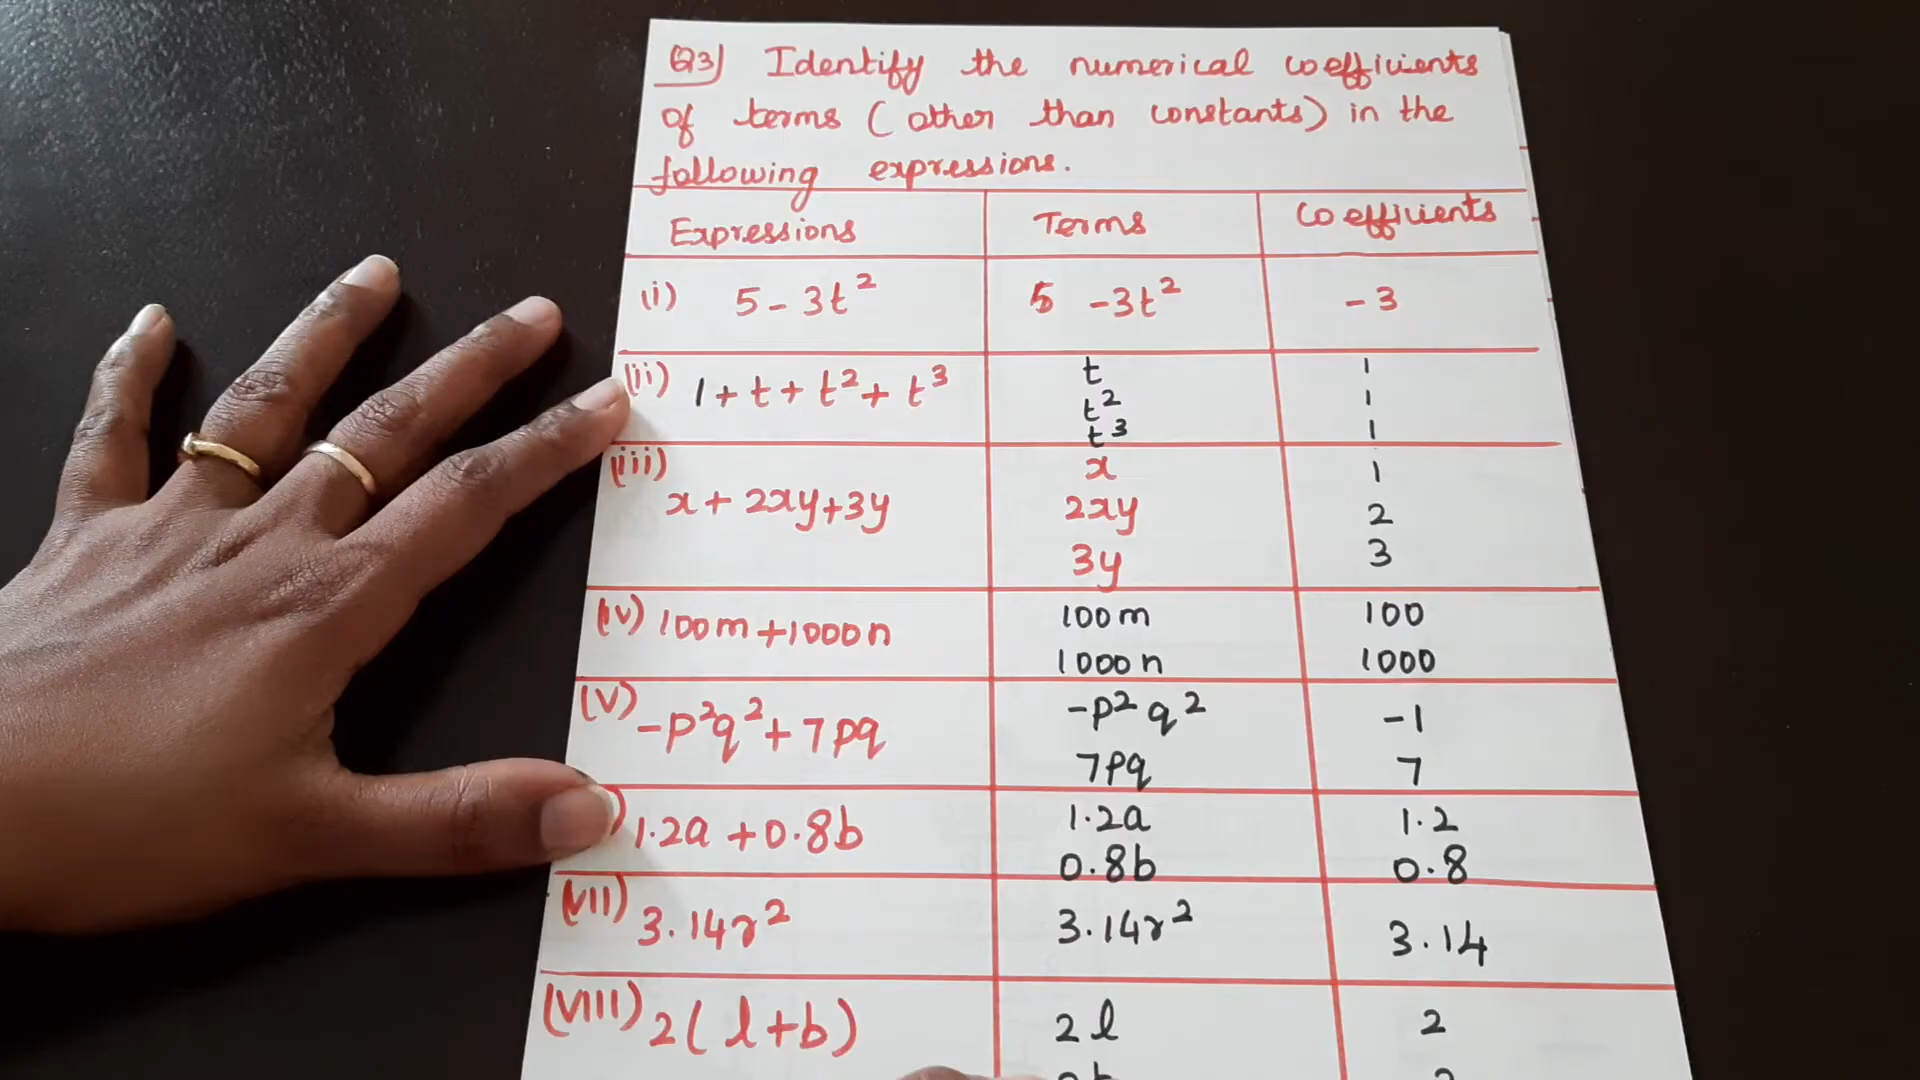 Q3) Identify the numerical coefficients
of terms (other than constants) in the
following expressions.
Expressions Terms Coefficients
(i) 5 - 3t² 5 -3t² -3
(ii) 1 + t + t² + t³ t 1
t² 1
t³ 1
(iii) x + 2xy + 3y x 1
2xy 2
3y 3
(iv) 100m + 1000n 100m 100
1000n 1000
(V) -p²q² + 7pq -p²q² -1
7pq 7
) 1.2a + 0.8b 1.2a 1.2
0.8b 0.8
(VII) 3.14r² 3.14r² 3.14
(VIII) 2(l+b) 2l 2